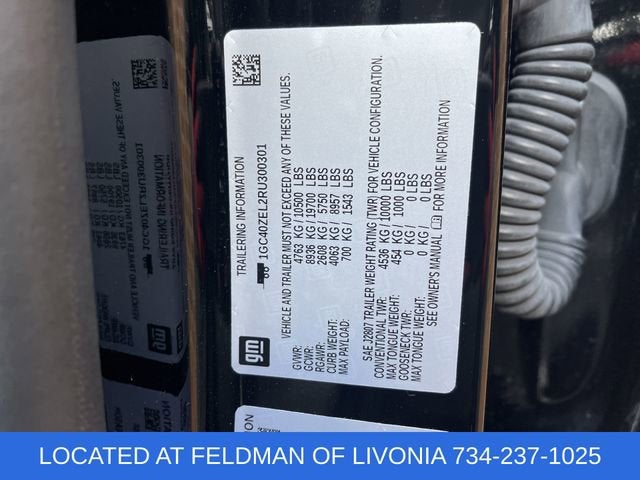 TRAILERING INFORMATION
1GC40ZEL2RU300301
gm
VEHICLE AND TRAILER MUST NOT EXCEED ANY OF THESE VALUES.
GVWR: 4763 KG / 10500 LBS
GCWR: 8936 KG / 19700 LBS
RGAWR: 2608 KG / 5750 LBS
CURB WEIGHT: 4063 KG / 8957 LBS
MAX PAYLOAD: 700 KG / 1543 LBS
SAE J2807 TRAILER WEIGHT RATING (TWR) FOR VEHICLE CONFIGURATION.
CONVENTIONAL TWR: 4536 KG / 10000 LBS
MAX TONGUE WEIGHT: 454 KG / 1000 LBS
GOOSENECK TWR: 0 KG / 0 LBS
MAX TONGUE WEIGHT: 0 KG / 0 LBS
SEE OWNER'S MANUAL FOR MORE INFORMATION
LOCATED AT FELDMAN OF LIVONIA 734-237-1025